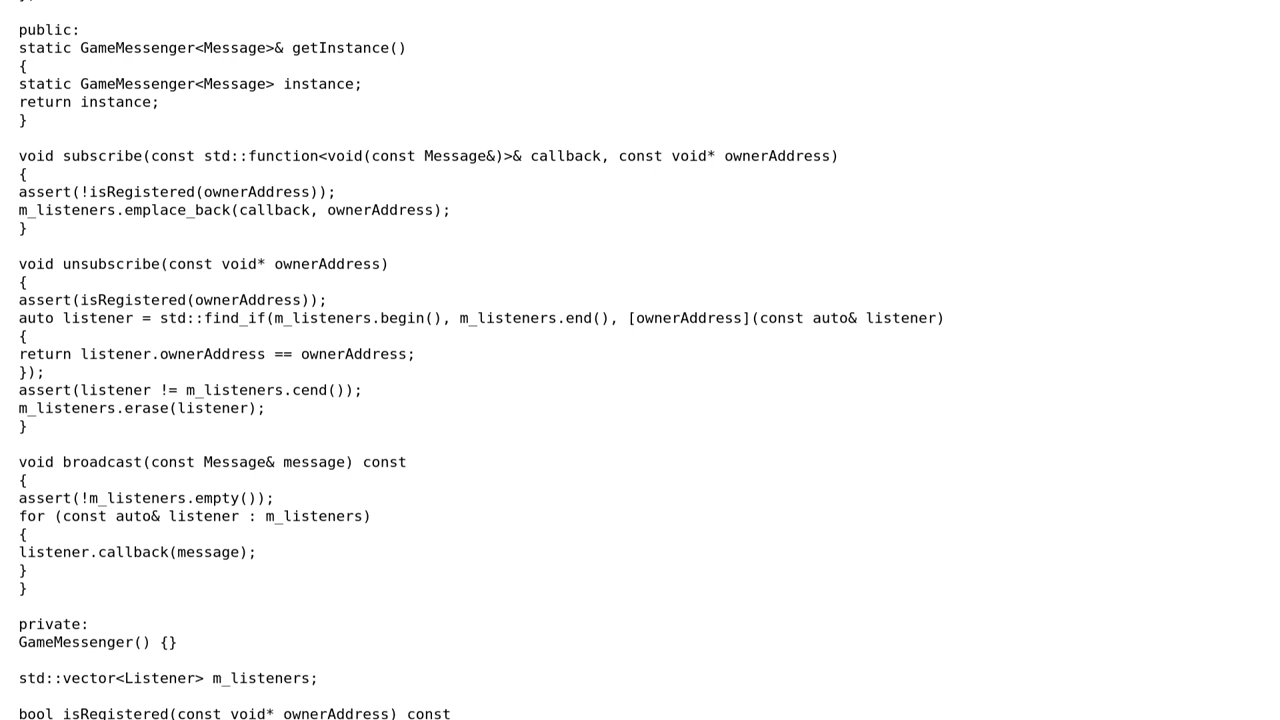 public:
static GameMessenger<Message>& getInstance()
{
static GameMessenger<Message> instance;
return instance;
}
void subscribe(const std::function<void(const Message&)>& callback, const void* ownerAddress)
{
assert(!isRegistered(ownerAddress));
m_listeners.emplace_back(callback, ownerAddress);
}
void unsubscribe(const void* ownerAddress)
{
assert(isRegistered(ownerAddress));
auto listener = std::find_if(m_listeners.begin(), m_listeners.end(), [ownerAddress](const auto& listener)
{
return listener.ownerAddress == ownerAddress;
});
assert(listener != m_listeners.cend());
m_listeners.erase(listener);
}
void broadcast(const Message& message) const
{
assert(!m_listeners.empty());
for (const auto& listener : m_listeners)
{
listener.callback(message);
}
}
private:
GameMessenger() {}
std::vector<Listener> m_listeners;
bool isRegistered(const void* ownerAddress) const